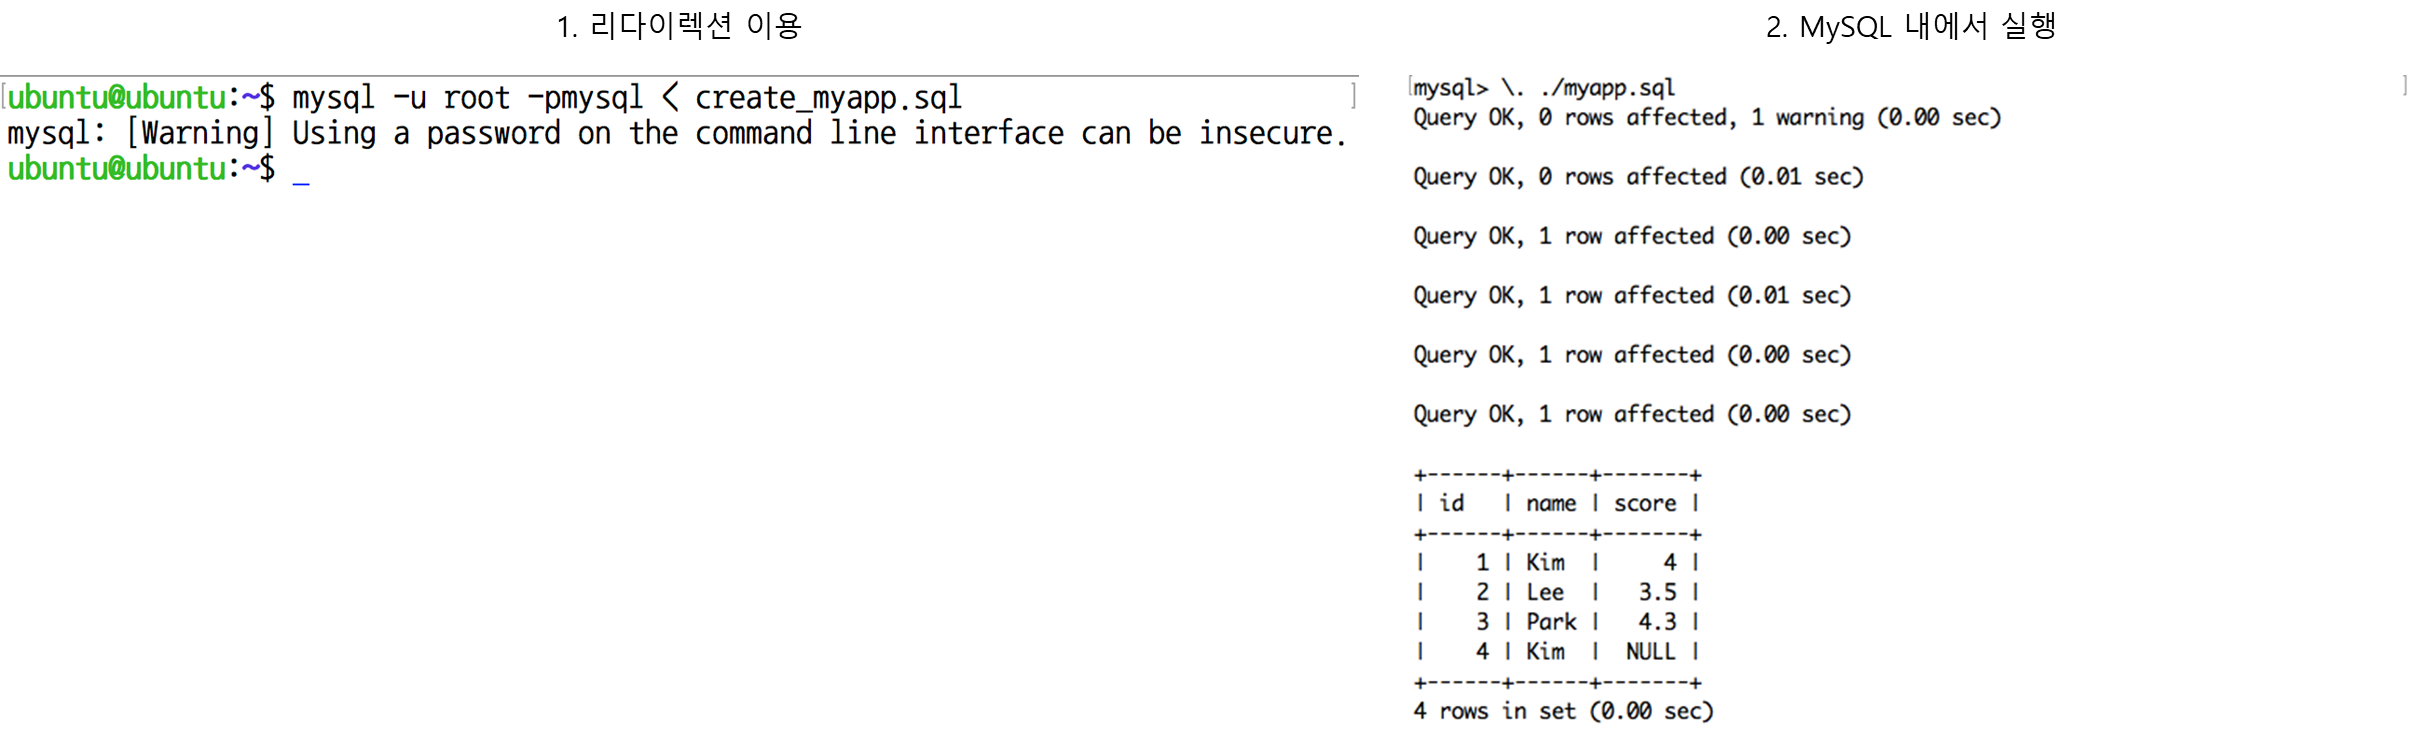 1. 리다이렉션 이용
ubuntu@ubuntu:~$ mysql -u root -pmysql < create_myapp.sql
mysql: [Warning] Using a password on the command line interface can be insecure.
ubuntu@ubuntu:~$ _
2. MySQL 내에서 실행
mysql> \. ./myapp.sql
Query OK, 0 rows affected, 1 warning (0.00 sec)
Query OK, 0 rows affected (0.01 sec)
Query OK, 1 row affected (0.00 sec)
Query OK, 1 row affected (0.01 sec)
Query OK, 1 row affected (0.00 sec)
Query OK, 1 row affected (0.00 sec)
+------+------+-------+
| id   | name | score |
+------+------+-------+
|    1 | Kim  |     4 |
|    2 | Lee  |   3.5 |
|    3 | Park |   4.3 |
|    4 | Kim  |  NULL |
+------+------+-------+
4 rows in set (0.00 sec)